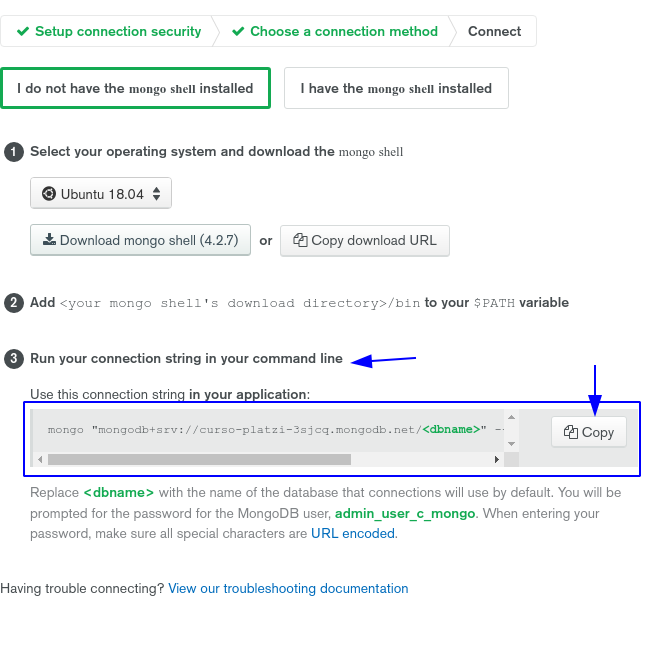 Setup connection security Choose a connection method Connect
I do not have the mongo shell installed I have the mongo shell installed
1 Select your operating system and download the mongo shell
Ubuntu 18.04
Download mongo shell (4.2.7) or Copy download URL
2 Add <your mongo shell's download directory>/bin to your $PATH variable
3 Run your connection string in your command line
Use this connection string in your application:
mongo "mongodb+srv://curso-platzi-3sjcq.mongodb.net/<dbname>" -
Copy
Replace <dbname> with the name of the database that connections will use by default. You will be
prompted for the password for the MongoDB user, admin_user_c_mongo. When entering your
password, make sure all special characters are URL encoded.
Having trouble connecting? View our troubleshooting documentation